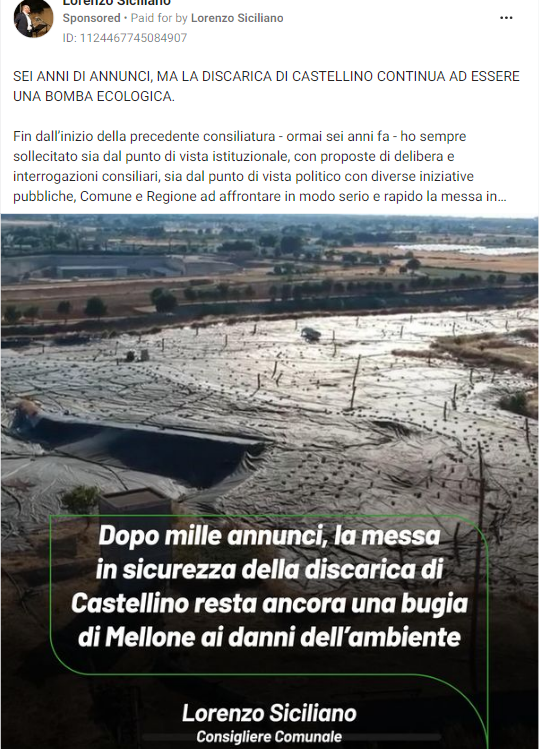 Lorenzo Siciliano
Sponsored • Paid for by Lorenzo Siciliano
ID: 1124467745084907
SEI ANNI DI ANNUNCI, MA LA DISCARICA DI CASTELLINO CONTINUA AD ESSERE
UNA BOMBA ECOLOGICA.
Fin dall'inizio della precedente consiliatura - ormai sei anni fa - ho sempre
sollecitato sia dal punto di vista istituzionale, con proposte di delibera e
interrogazioni consiliari, sia dal punto di vista politico con diverse iniziative
pubbliche, Comune e Regione ad affrontare in modo serio e rapido la messa in...
Dopo mille annunci, la messa
in sicurezza della discarica di
Castellino resta ancora una bugia
di Mellone ai danni dell'ambiente
Lorenzo Siciliano
Consigliere Comunale